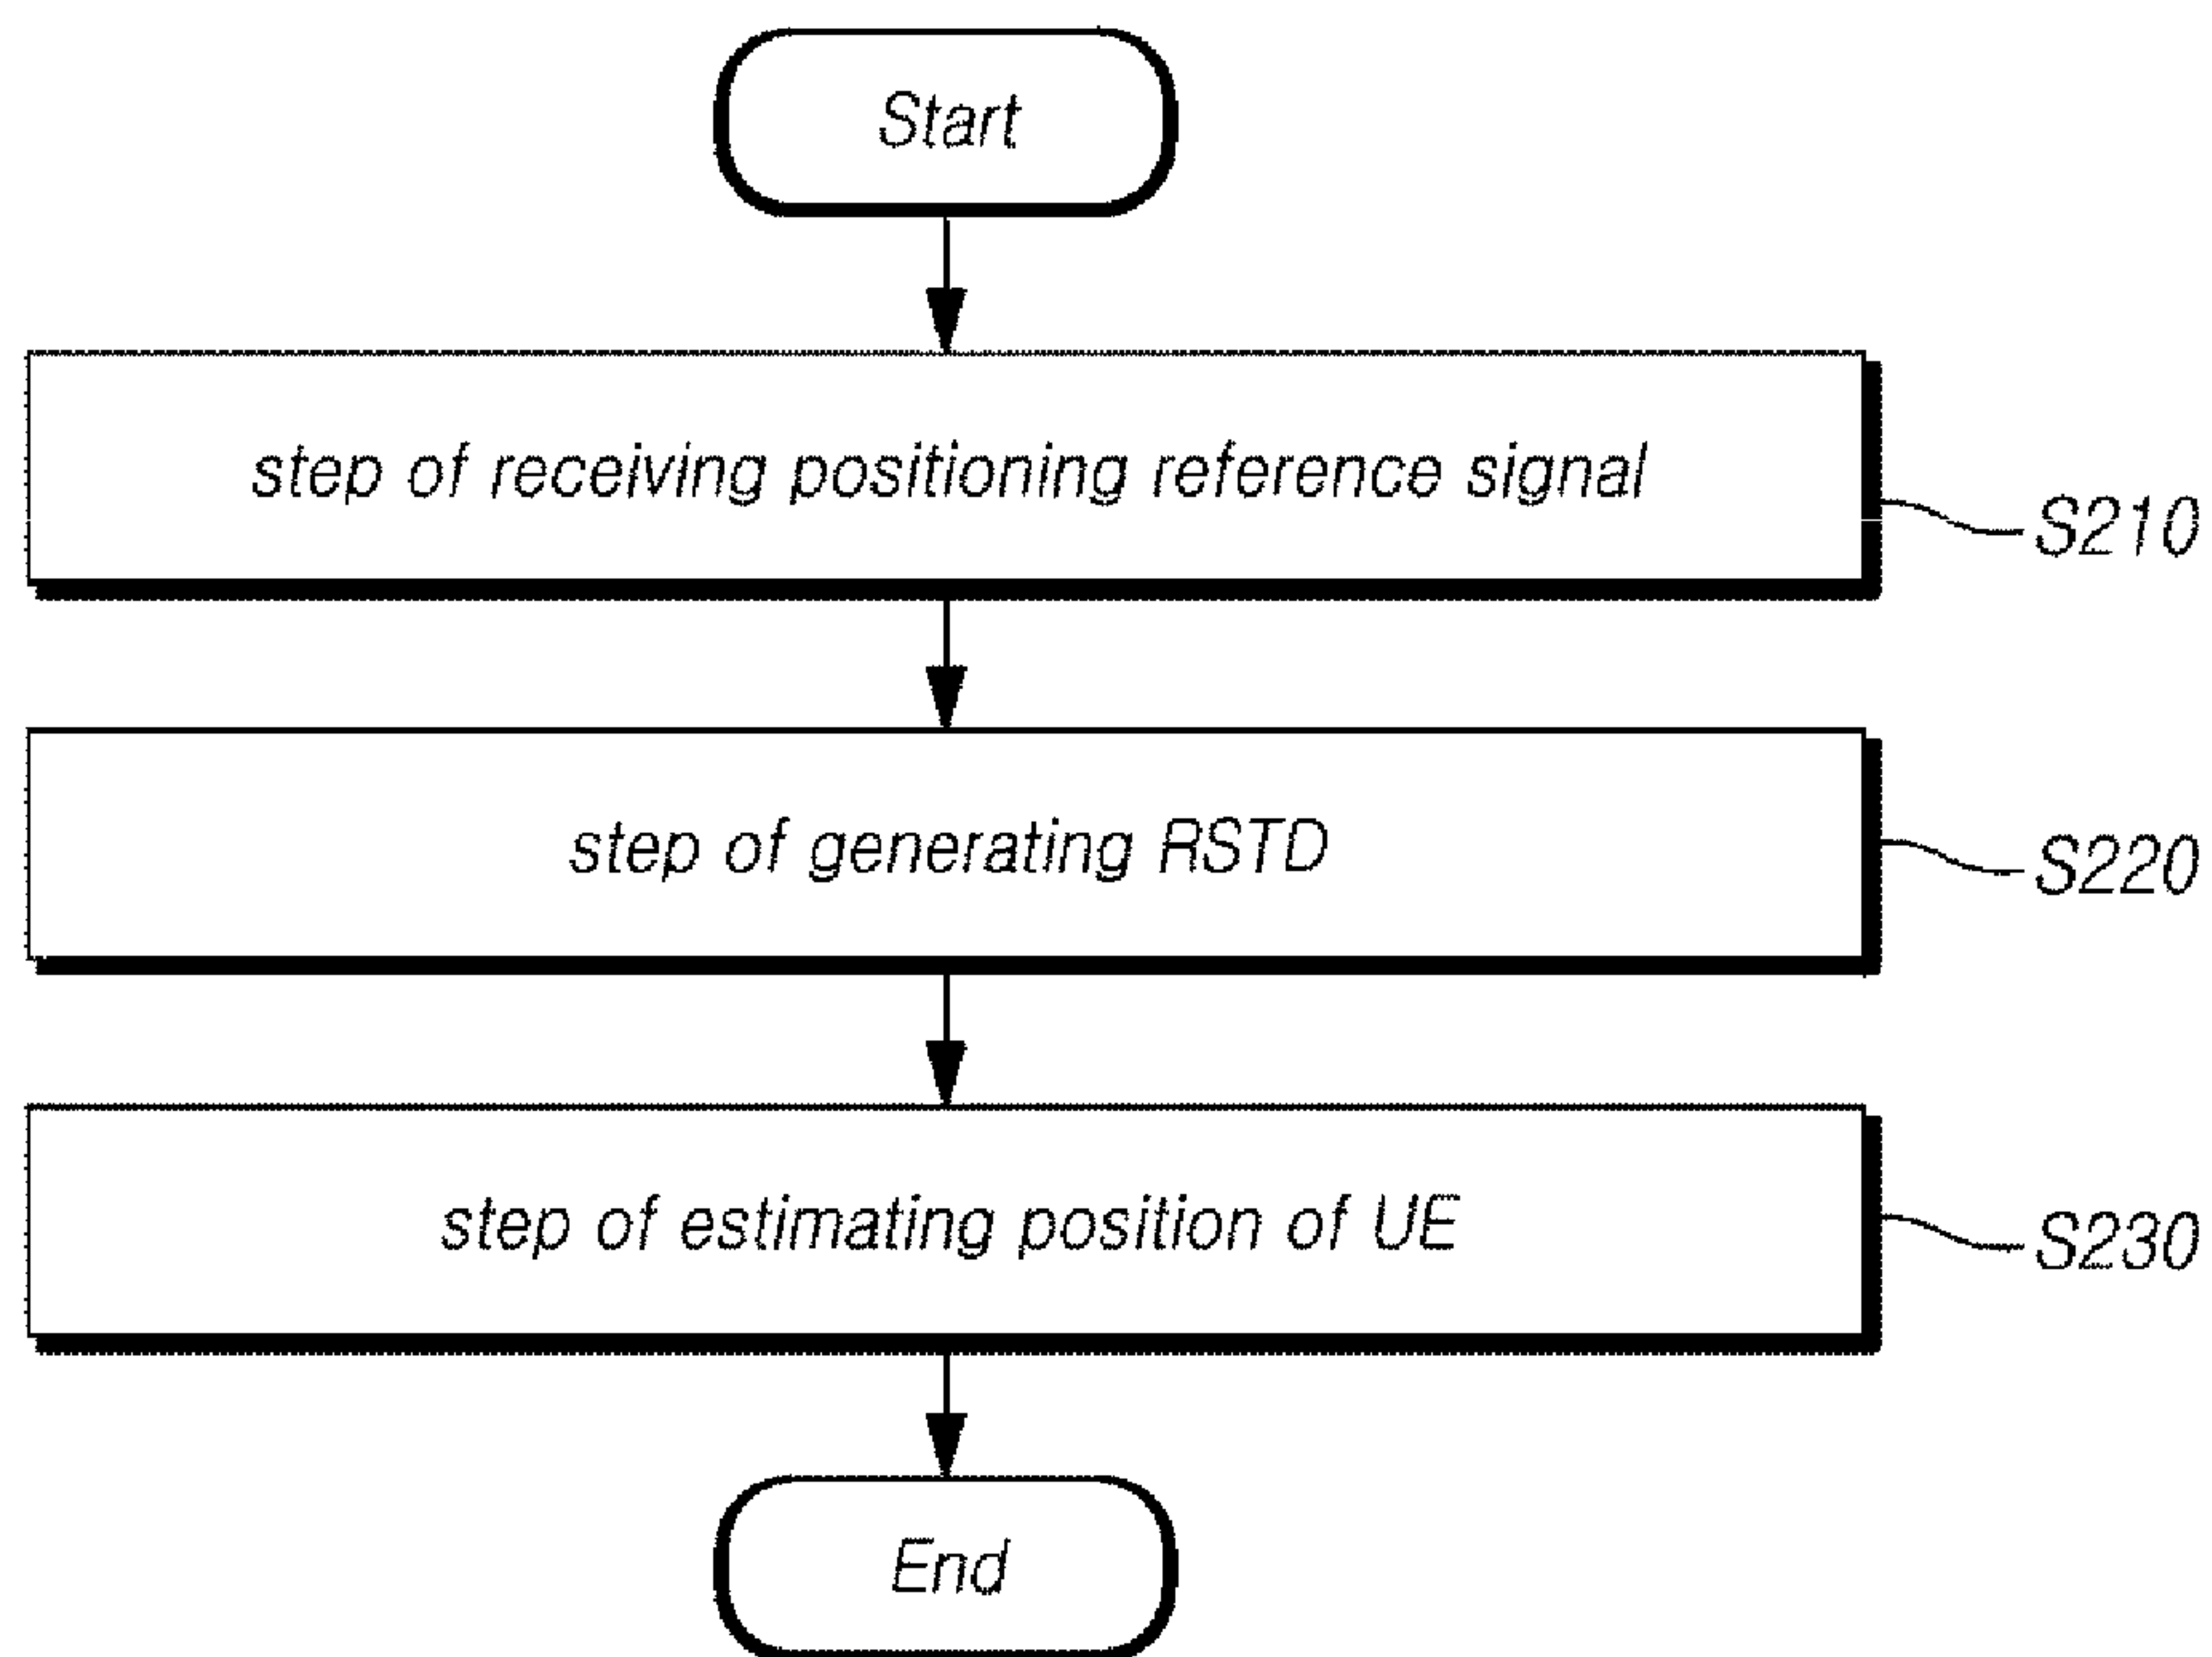 Start
step of receiving positioning reference signal
S210
step of generating RSTD
S220
step of estimating position of UE
S230
End